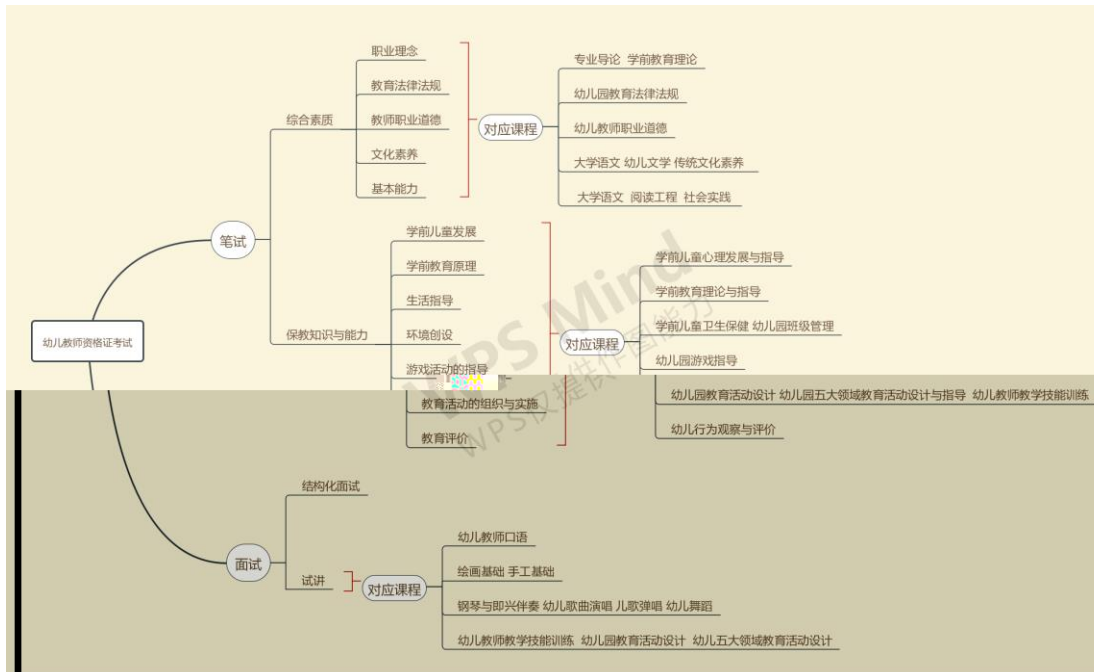 幼儿教师资格证考试
笔试
综合素质
职业理念
教育法律法规
教师职业道德
文化素养
基本能力
对应课程
专业导论 学前教育理论
幼儿园教育法律法规
幼儿教师职业道德
大学语文 幼儿文学 传统文化素养
大学语文 阅读工程 社会实践
保教知识与能力
学前儿童发展
学前教育原理
生活指导
环境创设
游戏活动的指导
教育活动的组织与实施
教育评价
对应课程
学前儿童心理发展与指导
学前教育理论与指导
学前儿童卫生保健 幼儿园班级管理
幼儿园游戏指导
幼儿园教育活动设计 幼儿园五大领域教育活动设计与指导 幼儿教师教学技能训练
幼儿行为观察与评价
面试
结构化面试
试讲
对应课程
幼儿教师口语
绘画基础 手工基础
钢琴与即兴伴奏 幼儿歌曲演唱 儿歌弹唱 幼儿舞蹈
幼儿教师教学技能训练 幼儿园教育活动设计 幼儿五大领域教育活动设计
WPS Mind
WPS仅提供作图能力